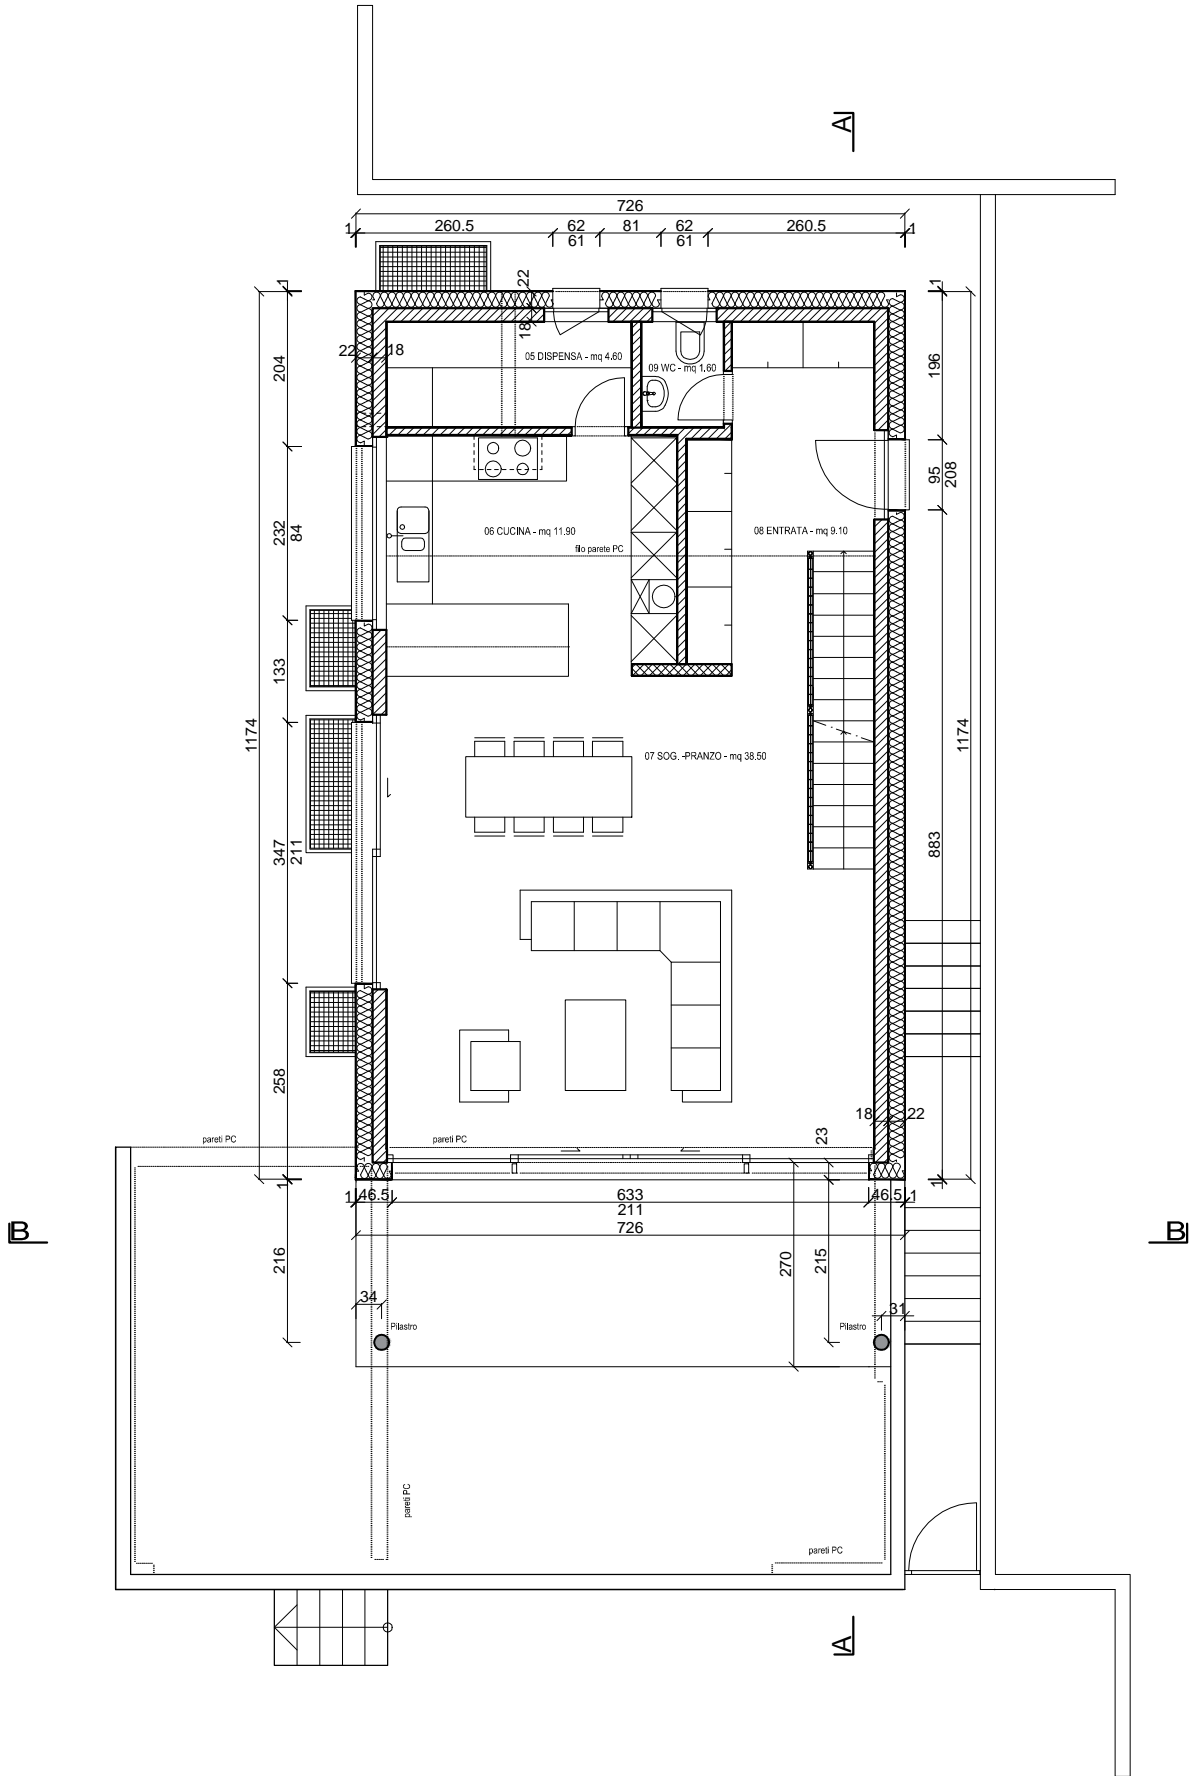 A
726
1
260.5
62
81
62
260.5
1
61
61
1
22
1
18
05 DISPENSA - mq 4.60
09 WC - mq 1.60
22
18
204
196
95
208
232
84
06 CUCINA - mq 11.90
08 ENTRATA - mq 9.10
filo parete PC
133
1174
1174
07 SOG. -PRANZO - mq 38.50
347
211
883
258
18
22
23
pareti PC
pareti PC
1
1
1
46.5
633
46.5
1
211
B
B
726
216
270
215
34
31
Pilastro
Pilastro
pareti PC
pareti PC
A